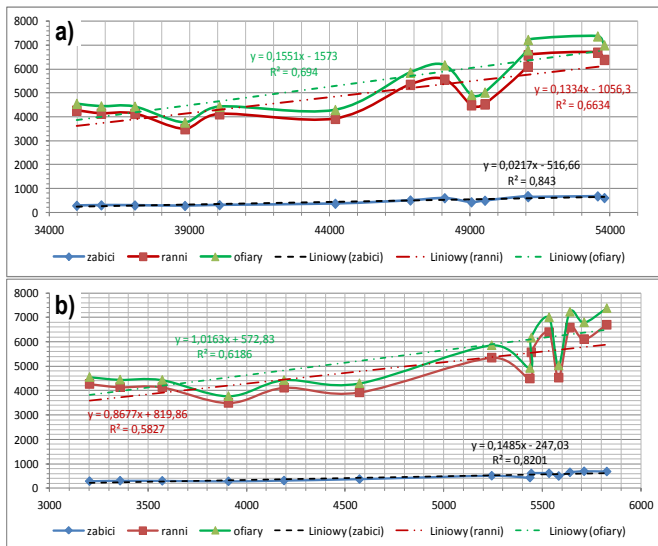 a)
8000
7000
6000
5000
4000
3000
2000
1000
0
y = 0,1551x - 1573
R² = 0,694
y = 0,1334x - 1056,3
R² = 0,6634
y = 0,0217x - 516,66
R² = 0,843
34000 39000 44000 49000 54000
zabici ranni ofiary Liniowy (zabici) Liniowy (ranni) Liniowy (ofiary)
b)
8000
7000
6000
5000
4000
3000
2000
1000
0
y = 1,0163x + 572,83
R² = 0,6186
y = 0,8677x + 819,86
R² = 0,5827
y = 0,1485x - 247,03
R² = 0,8201
3000 3500 4000 4500 5000 5500 6000
zabici ranni ofiary Liniowy (zabici) Liniowy (ranni) Liniowy (ofiary)